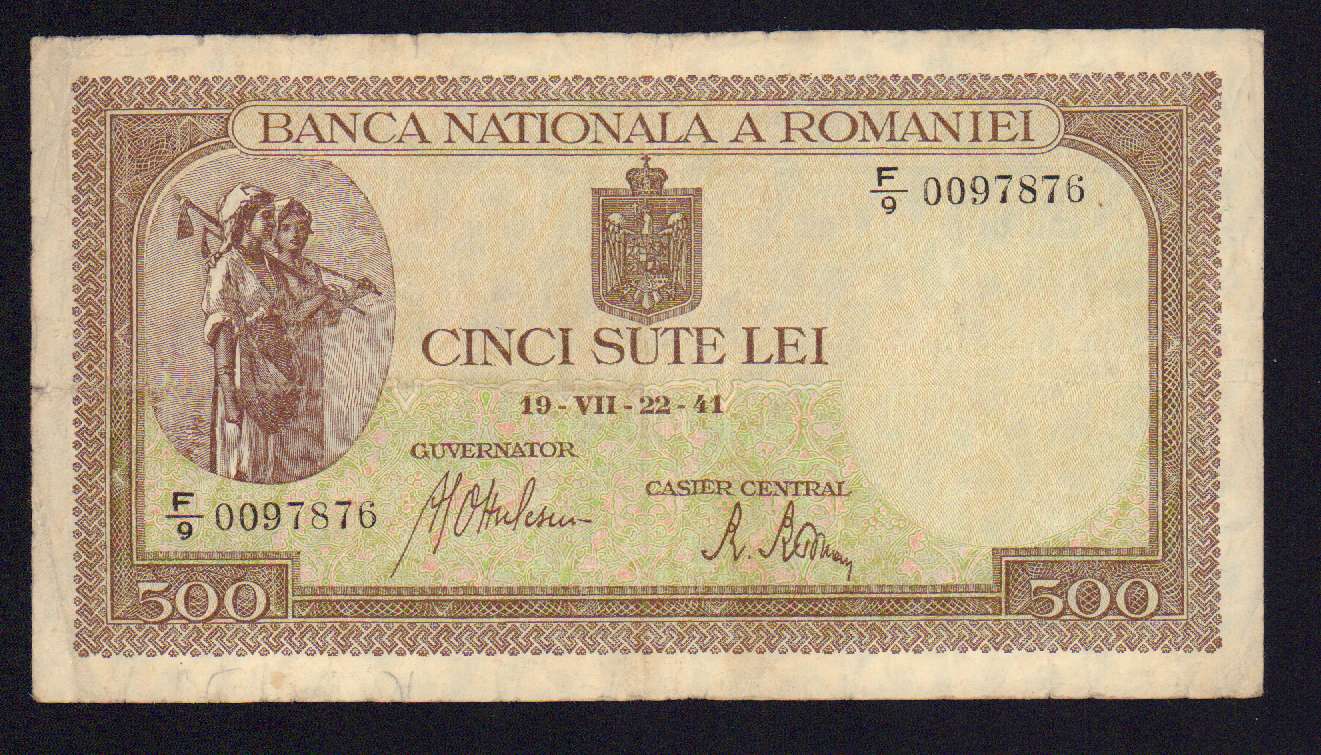 BANCA NATIONALA A ROMANIEI
F/9 0097876
CINCI SUTE LEI
19 - VII - 22 - 41
GUVERNATOR
CASIER CENTRAL
F/9 0097876
500
500